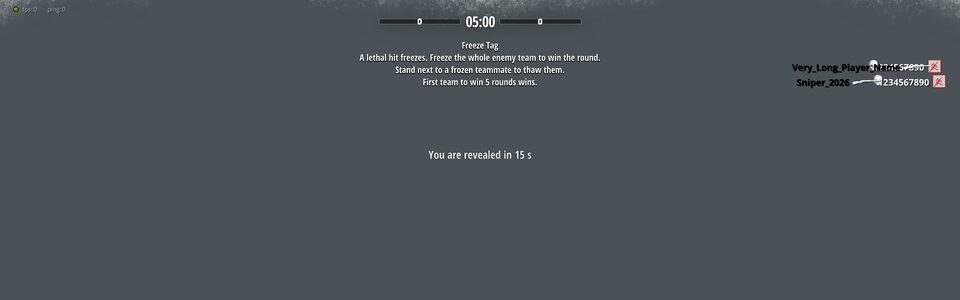 fps:0 ping:0
0 05:00 0
Freeze Tag
A lethal hit freezes. Freeze the whole enemy team to win the round.
Stand next to a frozen teammate to thaw them.
First team to win 5 rounds wins.
1234567890
Sniper_2026 1234567890
You are revealed in 15 s